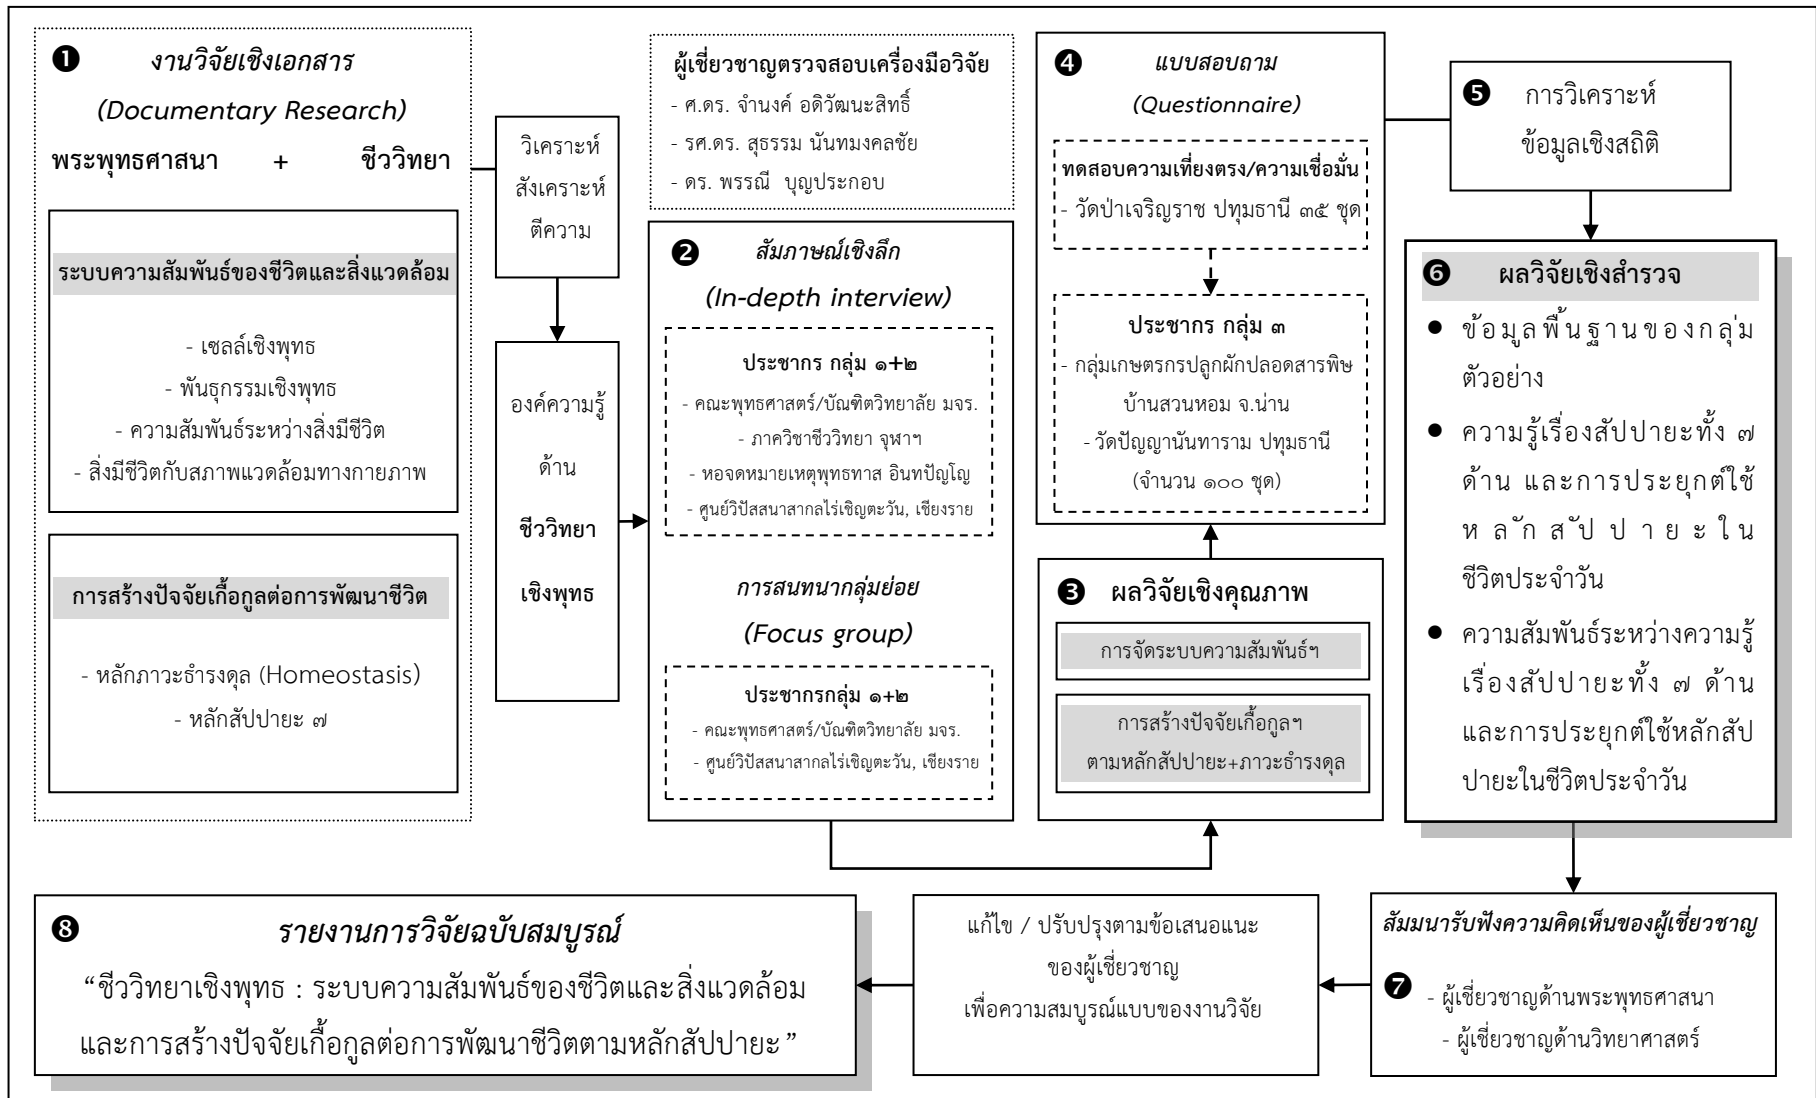 ❶ งานวิจัยเชิงเอกสาร
(Documentary Research)
พระพุทธศาสนา + ชีววิทยา
ระบบความสัมพันธ์ของชีวิตและสิ่งแวดล้อม
- เซลล์เชิงพุทธ
- พันธุกรรมเชิงพุทธ
- ความสัมพันธ์ระหว่างสิ่งมีชีวิต
- สิ่งมีชีวิตกับสภาพแวดล้อมทางกายภาพ
การสร้างปัจจัยเกื้อกูลต่อการพัฒนาชีวิต
- หลักภาวะธำรงดุล (Homeostasis)
- หลักสัปปายะ ๗
วิเคราะห์
สังเคราะห์
ตีความ
องค์ความรู้
ด้าน
ชีววิทยา
เชิงพุทธ
ผู้เชี่ยวชาญตรวจสอบเครื่องมือวิจัย
- ศ.ดร. จำนงค์ อดิวัฒนะสิทธิ์
- รศ.ดร. สุธรรม นันทมงคลชัย
- ดร. พรรณี บุญประกอบ
❷ สัมภาษณ์เชิงลึก
(In-depth interview)
ประชากร กลุ่ม ๑+๒
- คณะพุทธศาสตร์/บัณฑิตวิทยาลัย มจร.
- ภาควิชาชีววิทยา จุฬาฯ
- หอจดหมายเหตุพุทธทาส อินทปัญโญ
- ศูนย์วิปัสสนาสากลไร่เชิญตะวัน, เชียงราย
การสนทนากลุ่มย่อย
(Focus group)
ประชากรกลุ่ม ๑+๒
- คณะพุทธศาสตร์/บัณฑิตวิทยาลัย มจร.
- ศูนย์วิปัสสนาสากลไร่เชิญตะวัน, เชียงราย
❸ ผลวิจัยเชิงคุณภาพ
การจัดระบบความสัมพันธ์ฯ
การสร้างปัจจัยเกื้อกูลฯ
ตามหลักสัปปายะ+ภาวะธำรงดุล
❹ แบบสอบถาม
(Questionnaire)
ทดสอบความเที่ยงตรง/ความเชื่อมั่น
- วัดป่าเจริญราช ปทุมธานี ๓๕ ชุด
ประชากร กลุ่ม ๓
- กลุ่มเกษตรกรปลูกผักปลอดสารพิษ
บ้านสวนหอม จ.น่าน
- วัดปัญญานันทาราม ปทุมธานี
(จำนวน ๑๐๐ ชุด)
❺ การวิเคราะห์
ข้อมูลเชิงสถิติ
❻ ผลวิจัยเชิงสำรวจ
● ข้อมูลพื้นฐานของกลุ่ม
ตัวอย่าง
● ความรู้เรื่องสัปปายะทั้ง ๗
ด้าน และการประยุกต์ใช้
หลักสัปปายะใน
ชีวิตประจำวัน
● ความสัมพันธ์ระหว่างความรู้
เรื่องสัปปายะทั้ง ๗ ด้าน
และการประยุกต์ใช้หลักสัป
ปายะในชีวิตประจำวัน
สัมมนารับฟังความคิดเห็นของผู้เชี่ยวชาญ
❼ - ผู้เชี่ยวชาญด้านพระพุทธศาสนา
- ผู้เชี่ยวชาญด้านวิทยาศาสตร์
แก้ไข / ปรับปรุงตามข้อเสนอแนะ
ของผู้เชี่ยวชาญ
เพื่อความสมบูรณ์แบบของงานวิจัย
❽ รายงานการวิจัยฉบับสมบูรณ์
“ชีววิทยาเชิงพุทธ : ระบบความสัมพันธ์ของชีวิตและสิ่งแวดล้อม
และการสร้างปัจจัยเกื้อกูลต่อการพัฒนาชีวิตตามหลักสัปปายะ”